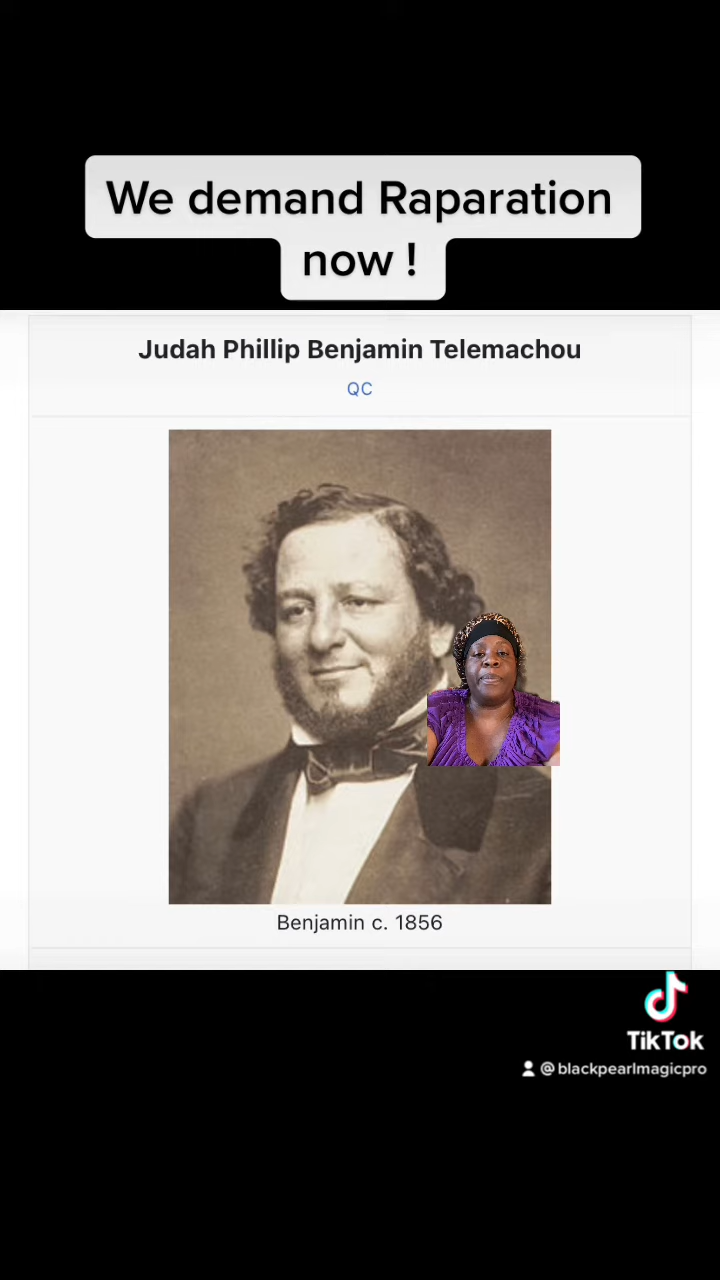 We demand Raparation
now !
Judah Phillip Benjamin Telemachou
QC
Benjamin c. 1856
TikTok
@blackpearlmagicpro